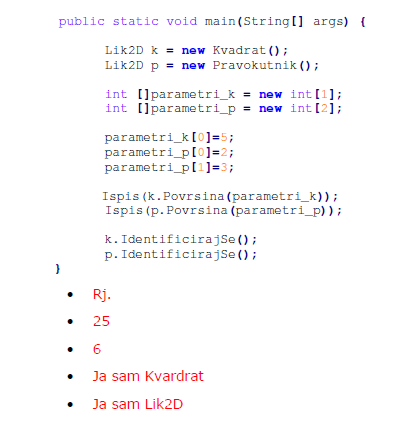 public static void main(String[] args) {
Lik2D k = new Kvadrat();
Lik2D p = new Pravokutnik();
int []parametri_k = new int[1];
int []parametri_p = new int[2];
parametri_k[0]=5;
parametri_p[0]=2;
parametri_p[1]=3;
Ispis(k.Povrsina(parametri_k));
Ispis(p.Povrsina(parametri_p));
k.IdentificirajSe();
p.IdentificirajSe();
}
• Rj.
• 25
• 6
• Ja sam Kvardrat
• Ja sam Lik2D